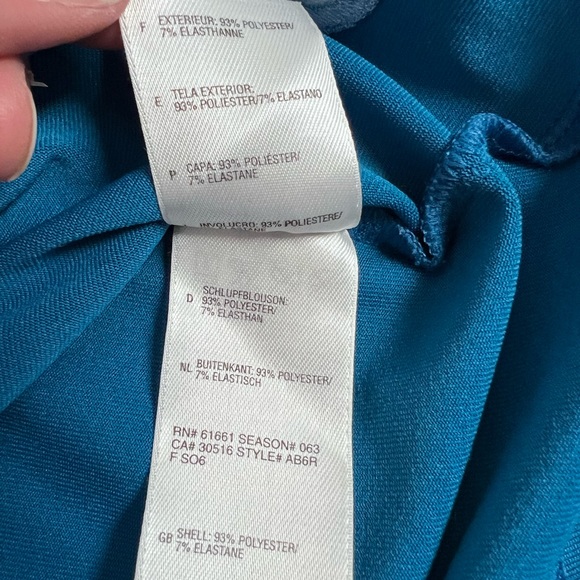 F EXTERIEUR: 93% POLYESTER/
7% ELASTHANNE
E TELA EXTERIOR:
93% POLIESTER/7% ELASTANO
P CAPA: 93% POLIÉSTER/
7% ELASTANE
INVOLUCRO: 93% POLIESTERE/
D SCHLUPFBLOUSON:
93% POLYESTER/
7% ELASTHAN
NL BUITENKANT: 93% POLYESTER/
7% ELASTISCH
RN# 61661 SEASON# 063
CA# 30516 STYLE# AB6R
F SO6
GB SHELL: 93% POLYESTER/
7% ELASTANE